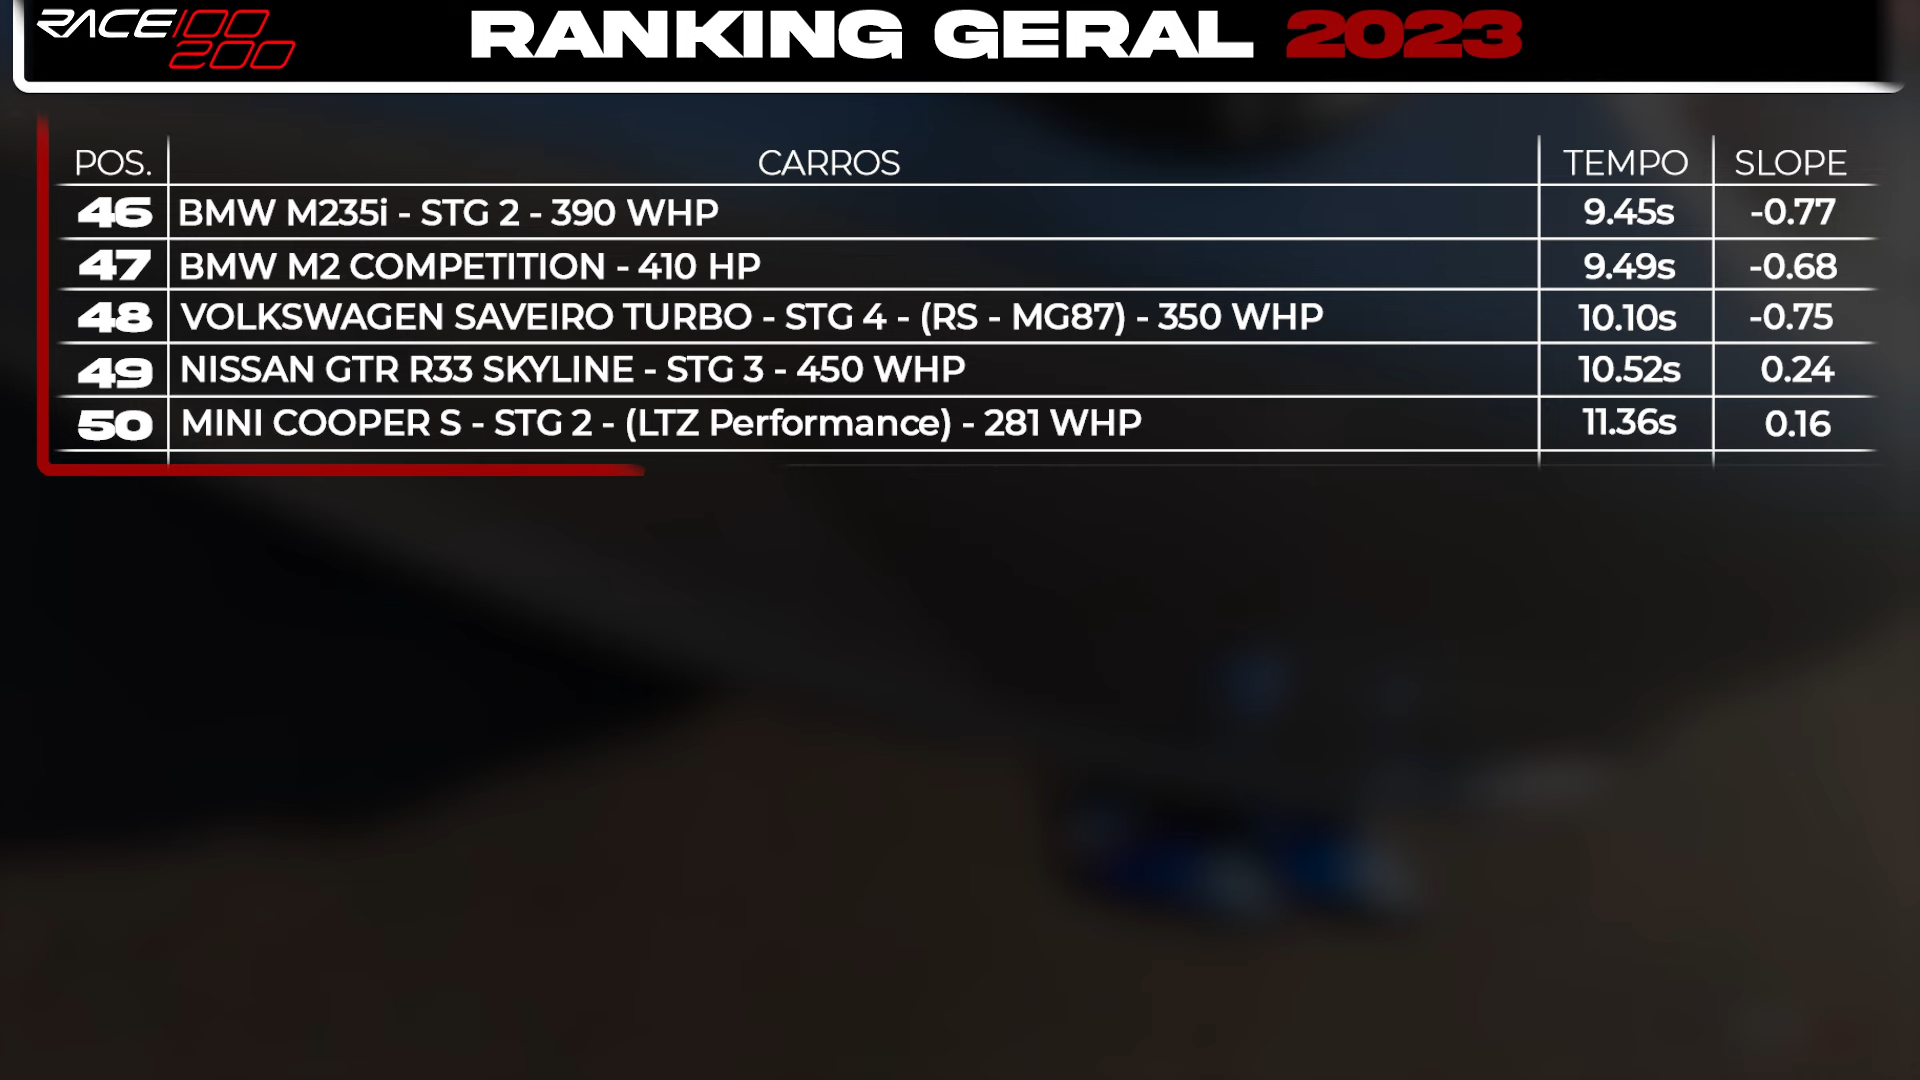 RACE 100
200
RANKING GERAL 2023
POS. CARROS TEMPO SLOPE
46 BMW M235i - STG 2 - 390 WHP 9.45s -0.77
47 BMW M2 COMPETITION - 410 HP 9.49s -0.68
48 VOLKSWAGEN SAVEIRO TURBO - STG 4 - (RS - MG87) - 350 WHP 10.10s -0.75
49 NISSAN GTR R33 SKYLINE - STG 3 - 450 WHP 10.52s 0.24
50 MINI COOPER S - STG 2 - (LTZ Performance) - 281 WHP 11.36s 0.16